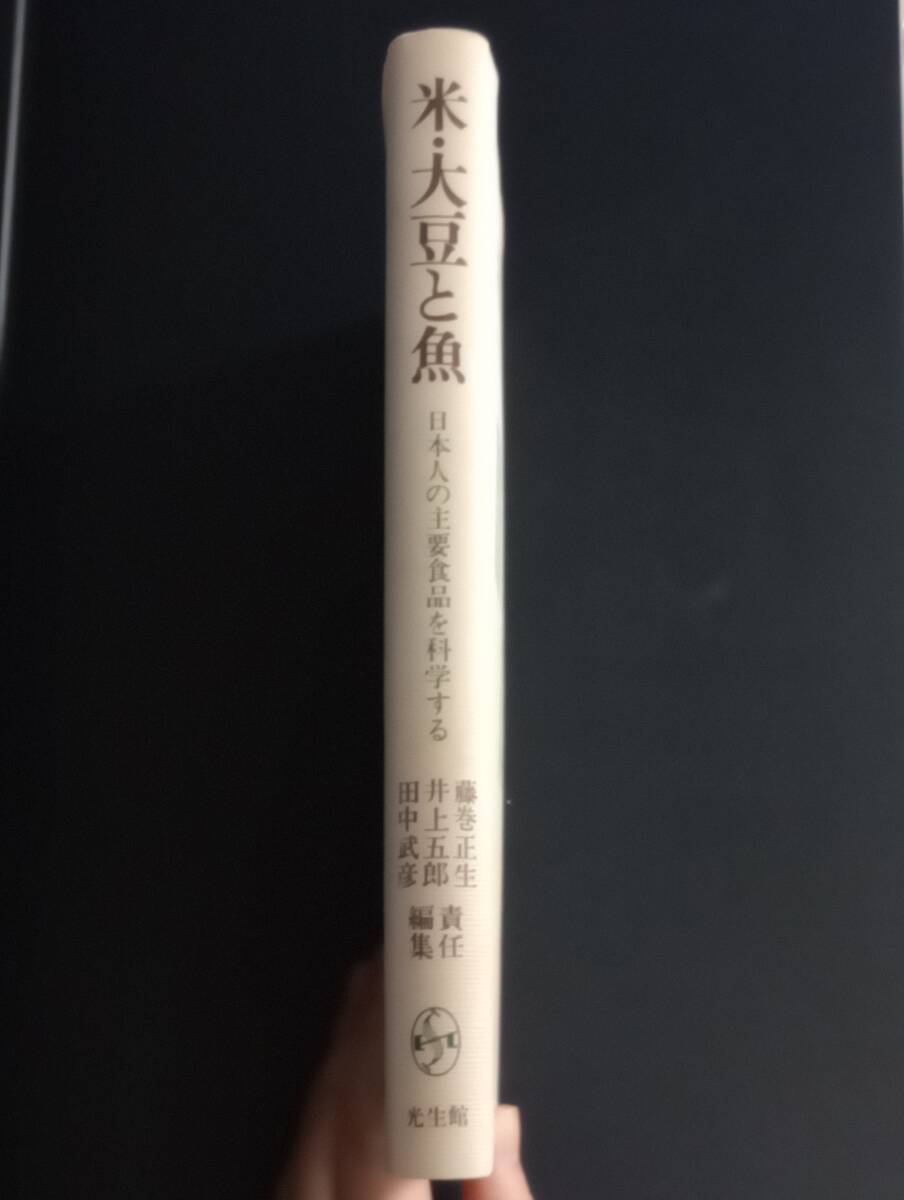 米・大豆と魚
日本人の主要食品を科学する
藤巻正生
井上五郎
田中武彦
責任
編集
光生館